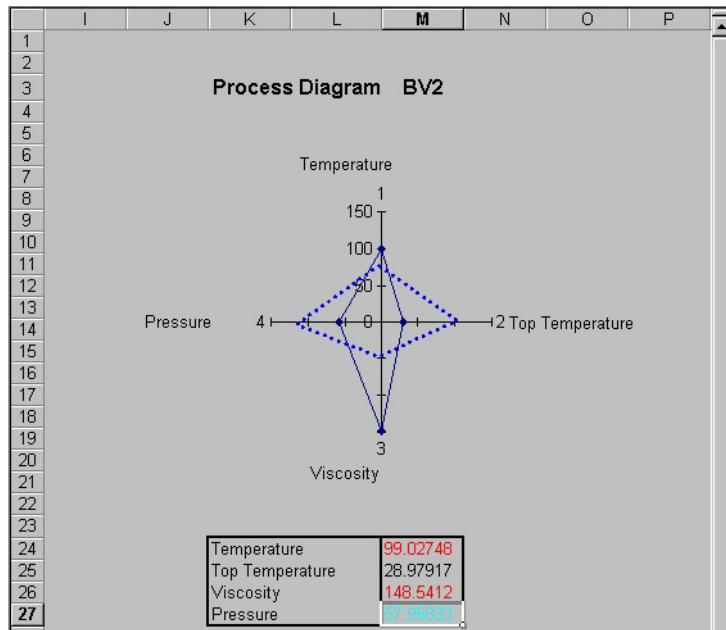 I J K L M N O P
1
2
3 Process Diagram BV2
4
5
6
7 Temperature
8 1
9 150
10 100
11
12 50
13
14 Pressure 4 0 2 Top Temperature
15
16
17
18
19
20 3
21 Viscosity
22
23
24 Temperature 99.02748
25 Top Temperature 28.97917
26 Viscosity 148.5412
27 Pressure 57.95833